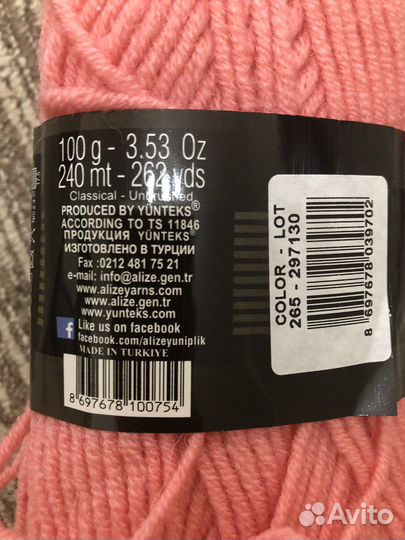 100 g - 3.53 Oz
240 mt - 262 yds
Classical - Unbrushed
PRODUCED BY YÜNTEKS®
ACCORDING TO TS 11846
ПРОДУКЦИЯ YÜNTEKS®
ИЗГОТОВЛЕНО В ТУРЦИИ
Fax : 0212 481 75 21
e-mail: info@alize.gen.tr
www.alizeyarns.com
www.alize.gen.tr
www.yunteks.com
f Like us on facebook
facebook.com/alizeyuniplik
MADE IN TURKIYE
8 697678 100754
COLOR - LOT
265 - 297130
8 697678 039702
Avito